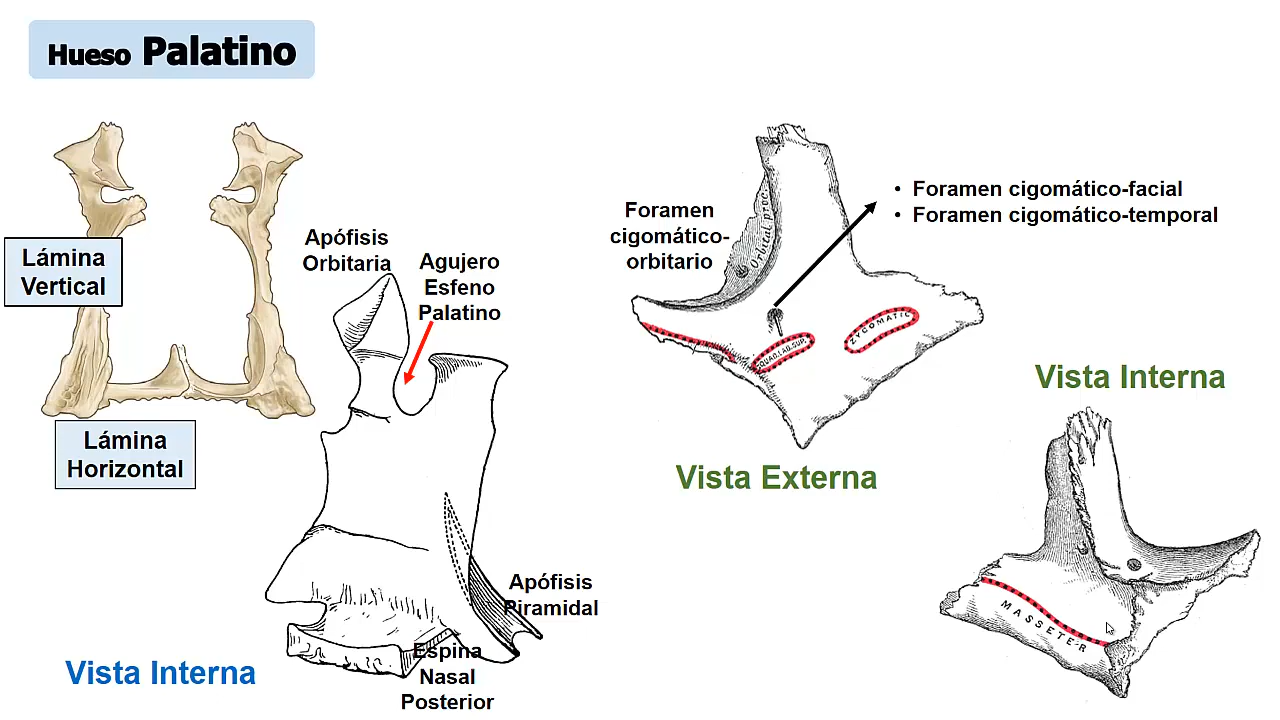 Hueso Palatino
Lámina
Vertical
Lámina
Horizontal
Apófisis
Orbitaria
Agujero
Esfeno
Palatino
Apófisis
Piramidal
Espina
Nasal
Posterior
Vista Interna
Foramen
cigomático-
orbitario
• Foramen cigomático-facial
• Foramen cigomático-temporal
Orbital proc.
QUAD.LAB.SUP.
ZYGOMATIC
Vista Externa
Vista Interna
MASSETER